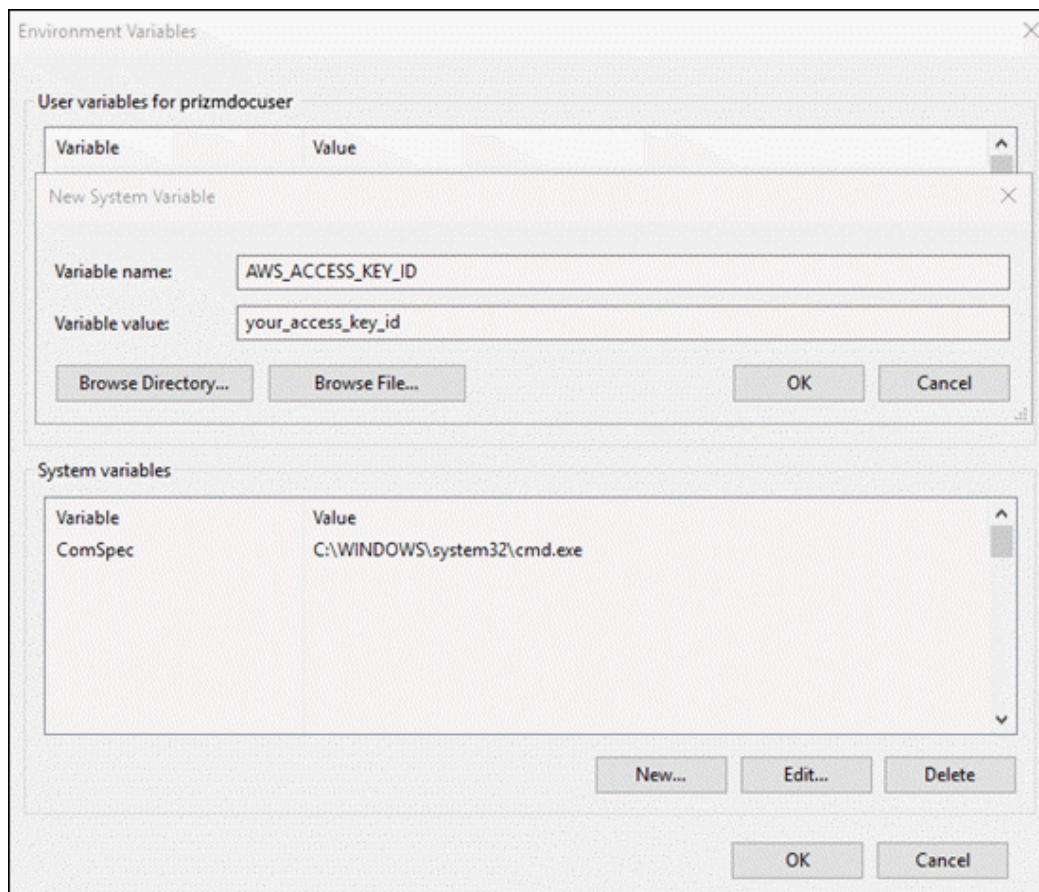 Environment Variables
User variables for prizmdocuser
Variable Value
New System Variable
Variable name: AWS_ACCESS_KEY_ID
Variable value: your_access_key_id
Browse Directory... Browse File... OK Cancel
System variables
Variable Value
ComSpec C:\WINDOWS\system32\cmd.exe
New... Edit... Delete
OK Cancel